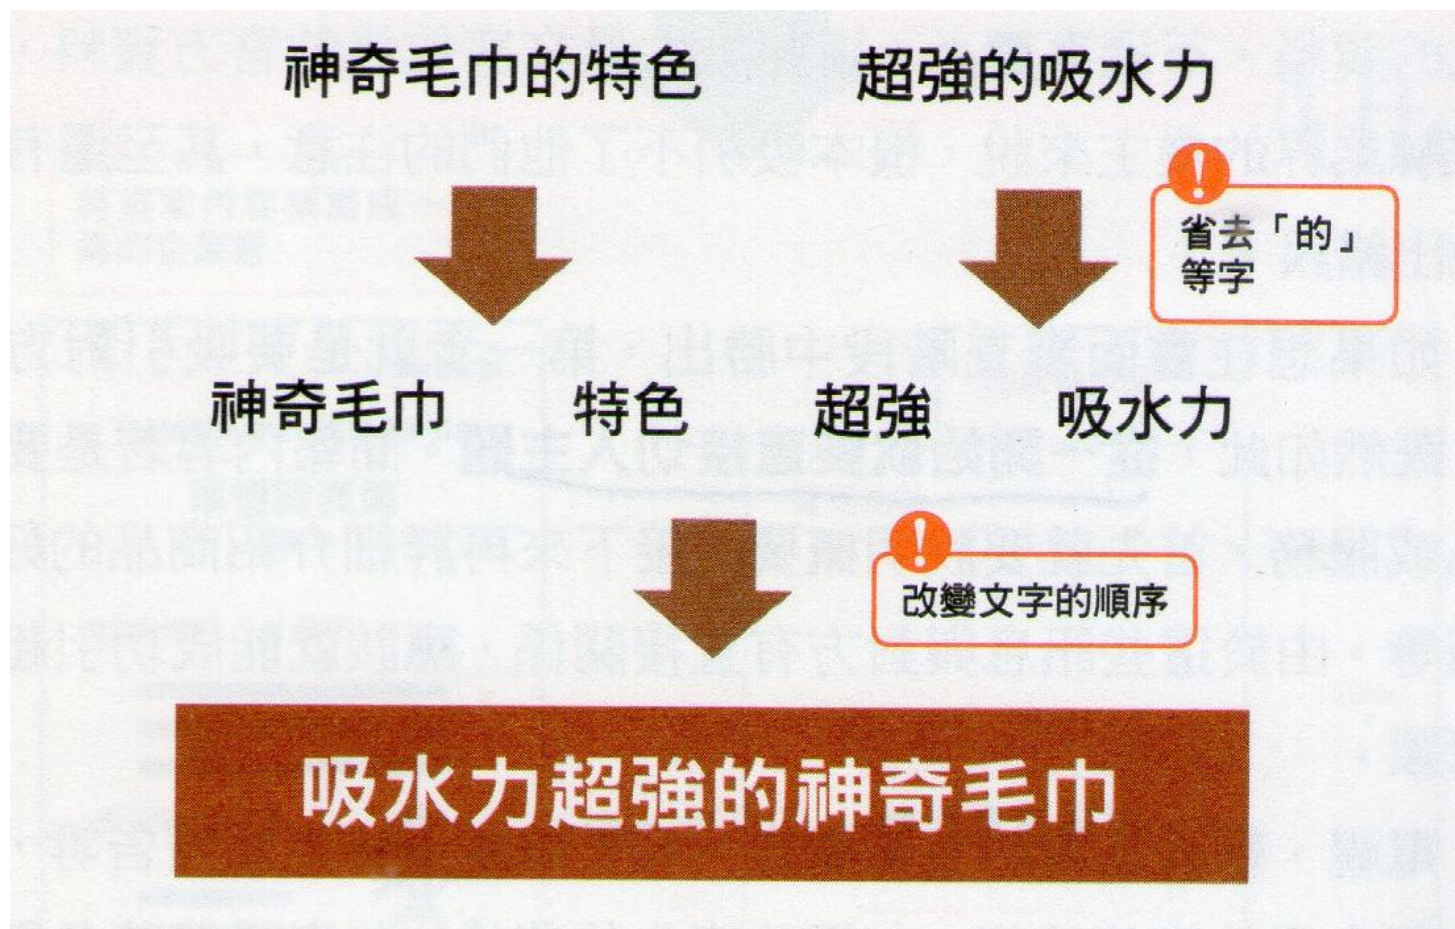 神奇毛巾的特色 超強的吸水力
省去「的」
等字
神奇毛巾 特色 超強 吸水力
改變文字的順序
吸水力超強的神奇毛巾